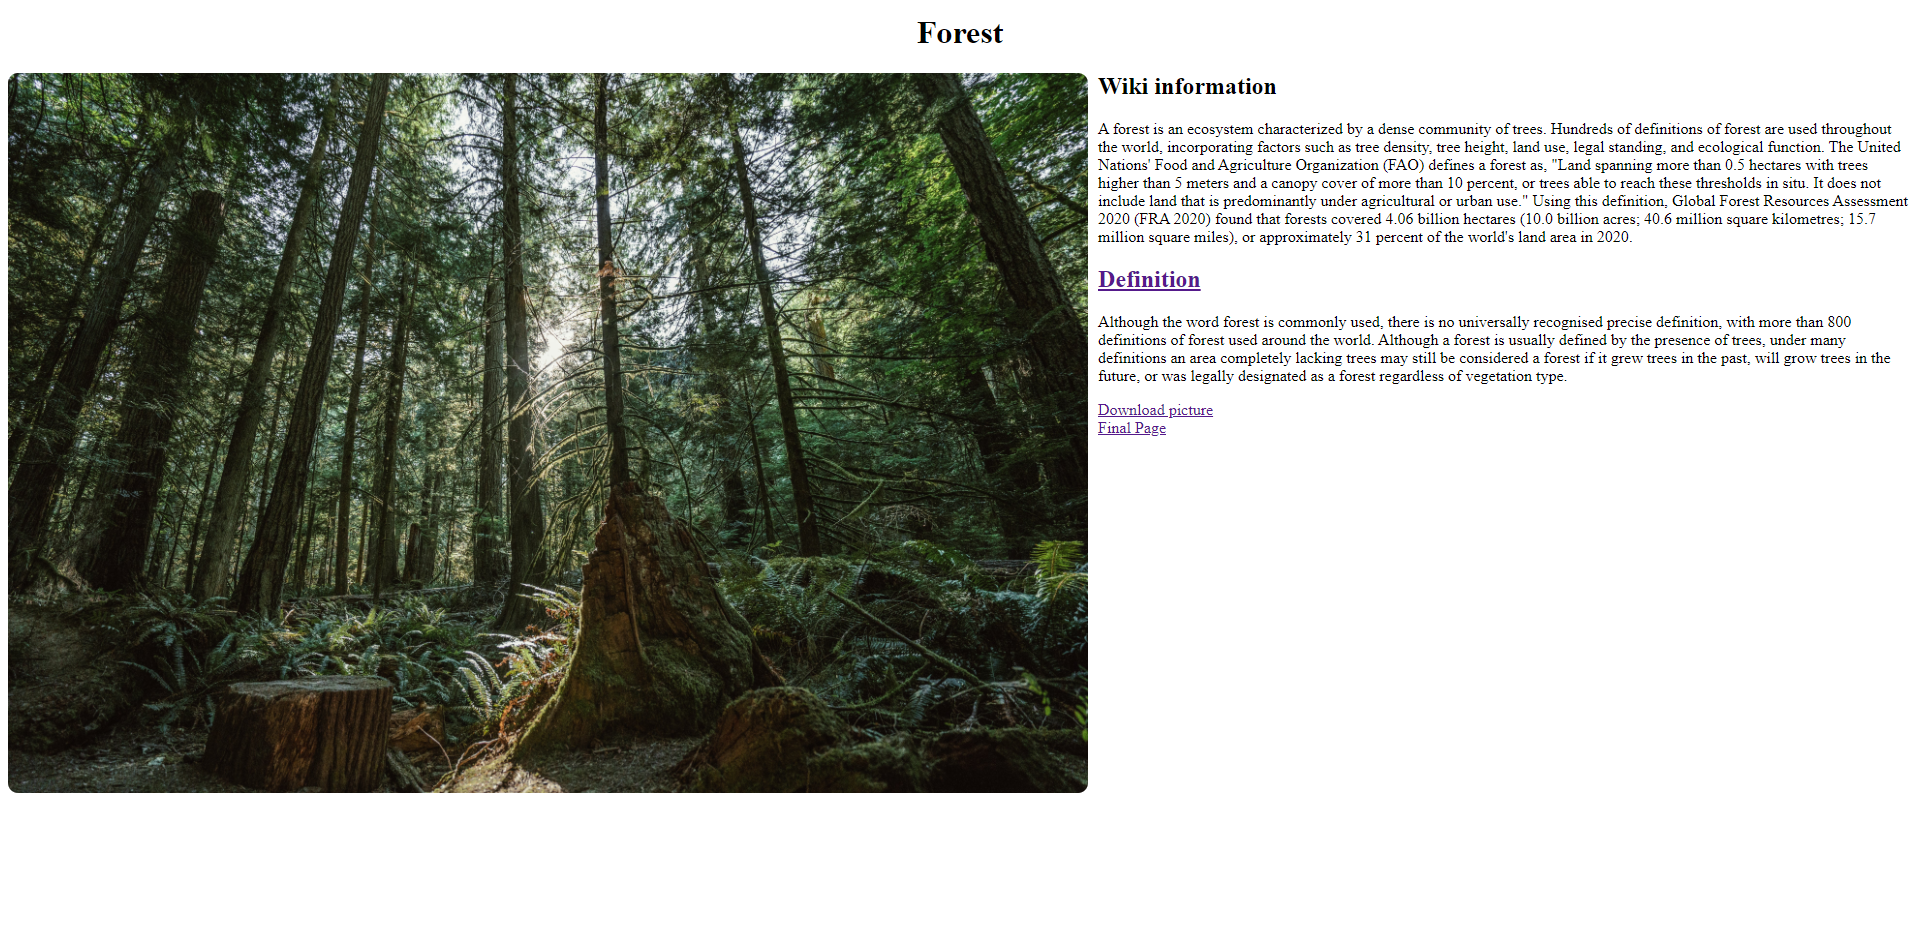 Forest
Wiki information
A forest is an ecosystem characterized by a dense community of trees. Hundreds of definitions of forest are used throughout
the world, incorporating factors such as tree density, tree height, land use, legal standing, and ecological function. The United
Nations' Food and Agriculture Organization (FAO) defines a forest as, "Land spanning more than 0.5 hectares with trees
higher than 5 meters and a canopy cover of more than 10 percent, or trees able to reach these thresholds in situ. It does not
include land that is predominantly under agricultural or urban use." Using this definition, Global Forest Resources Assessment
2020 (FRA 2020) found that forests covered 4.06 billion hectares (10.0 billion acres; 40.6 million square kilometres; 15.7
million square miles), or approximately 31 percent of the world's land area in 2020.
Definition
Although the word forest is commonly used, there is no universally recognised precise definition, with more than 800
definitions of forest used around the world. Although a forest is usually defined by the presence of trees, under many
definitions an area completely lacking trees may still be considered a forest if it grew trees in the past, will grow trees in the
future, or was legally designated as a forest regardless of vegetation type.
Download picture
Final Page